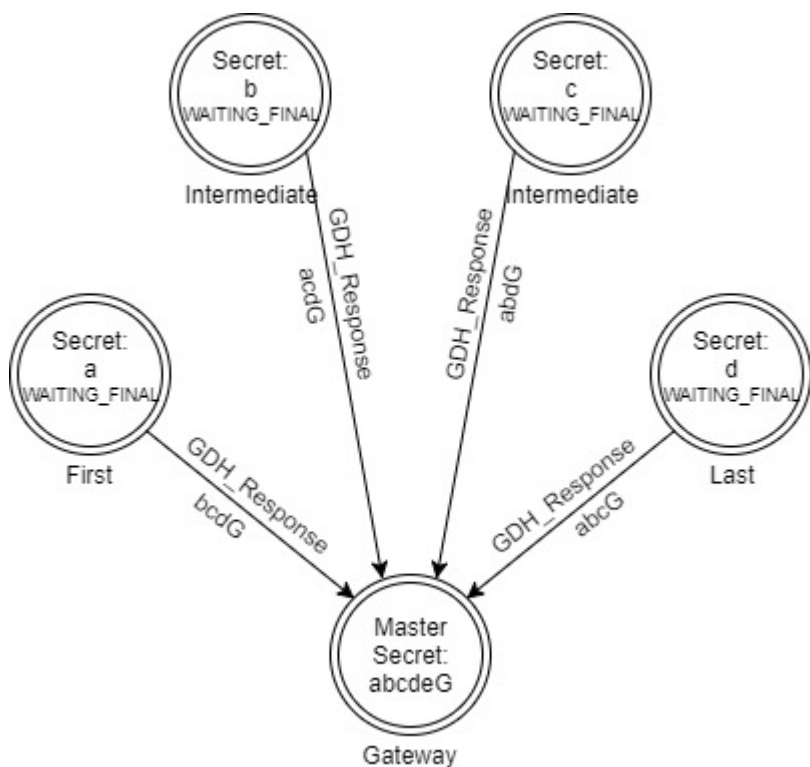 Secret:
b
WAITING_FINAL
Intermediate
Secret:
c
WAITING_FINAL
Intermediate
GDH_Response
acdG
GDH_Response
abdG
Secret:
a
WAITING_FINAL
First
Secret:
d
WAITING_FINAL
Last
GDH_Response
bcdG
GDH_Response
abcG
Master
Secret:
abcdeG
Gateway